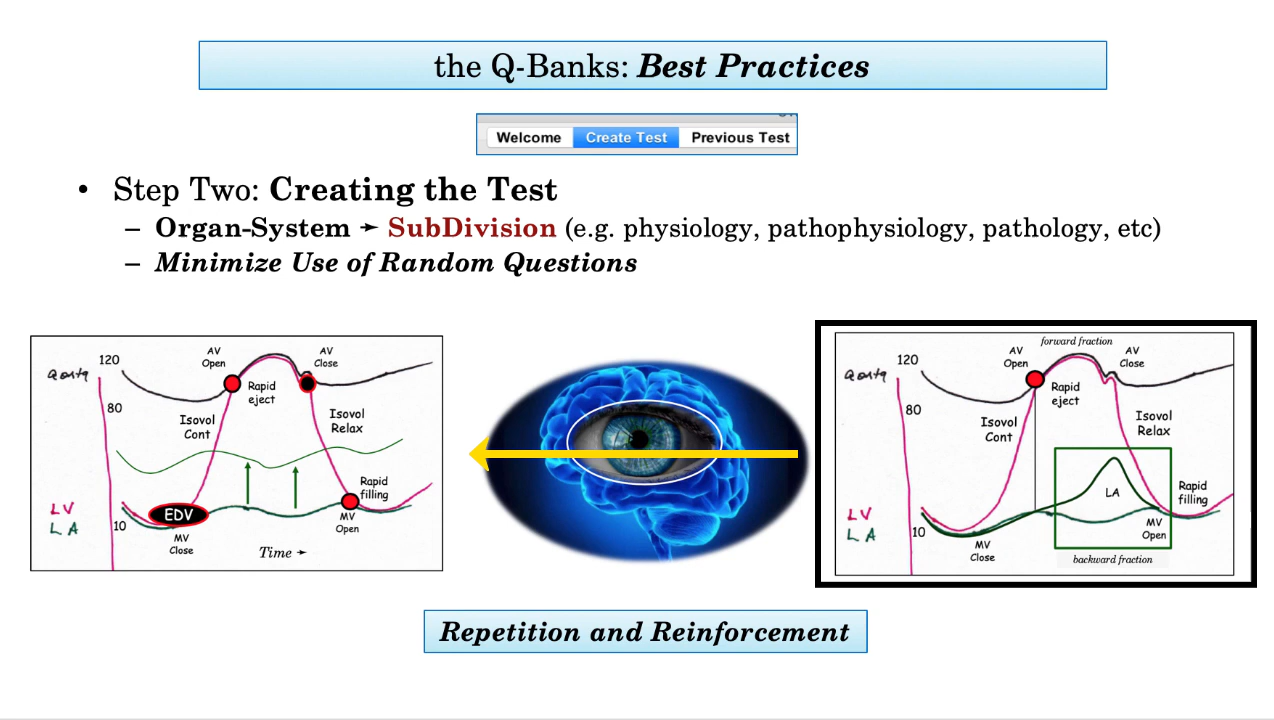 the Q-Banks: Best Practices
Welcome Create Test Previous Test
• Step Two: Creating the Test
– Organ-System ➛ SubDivision (e.g. physiology, pathophysiology, pathology, etc)
– Minimize Use of Random Questions
120
80
10
AV
Open
AV
Close
Rapid
eject
Isovol
Cont
Isovol
Relax
Rapid
filling
EDV
LV
LA
MV
Close
MV
Open
Time ➛
forward fraction
120
80
10
AV
Open
AV
Close
Rapid
eject
Isovol
Cont
Isovol
Relax
LA
Rapid
filling
LV
LA
MV
Close
MV
Open
backward fraction
Repetition and Reinforcement